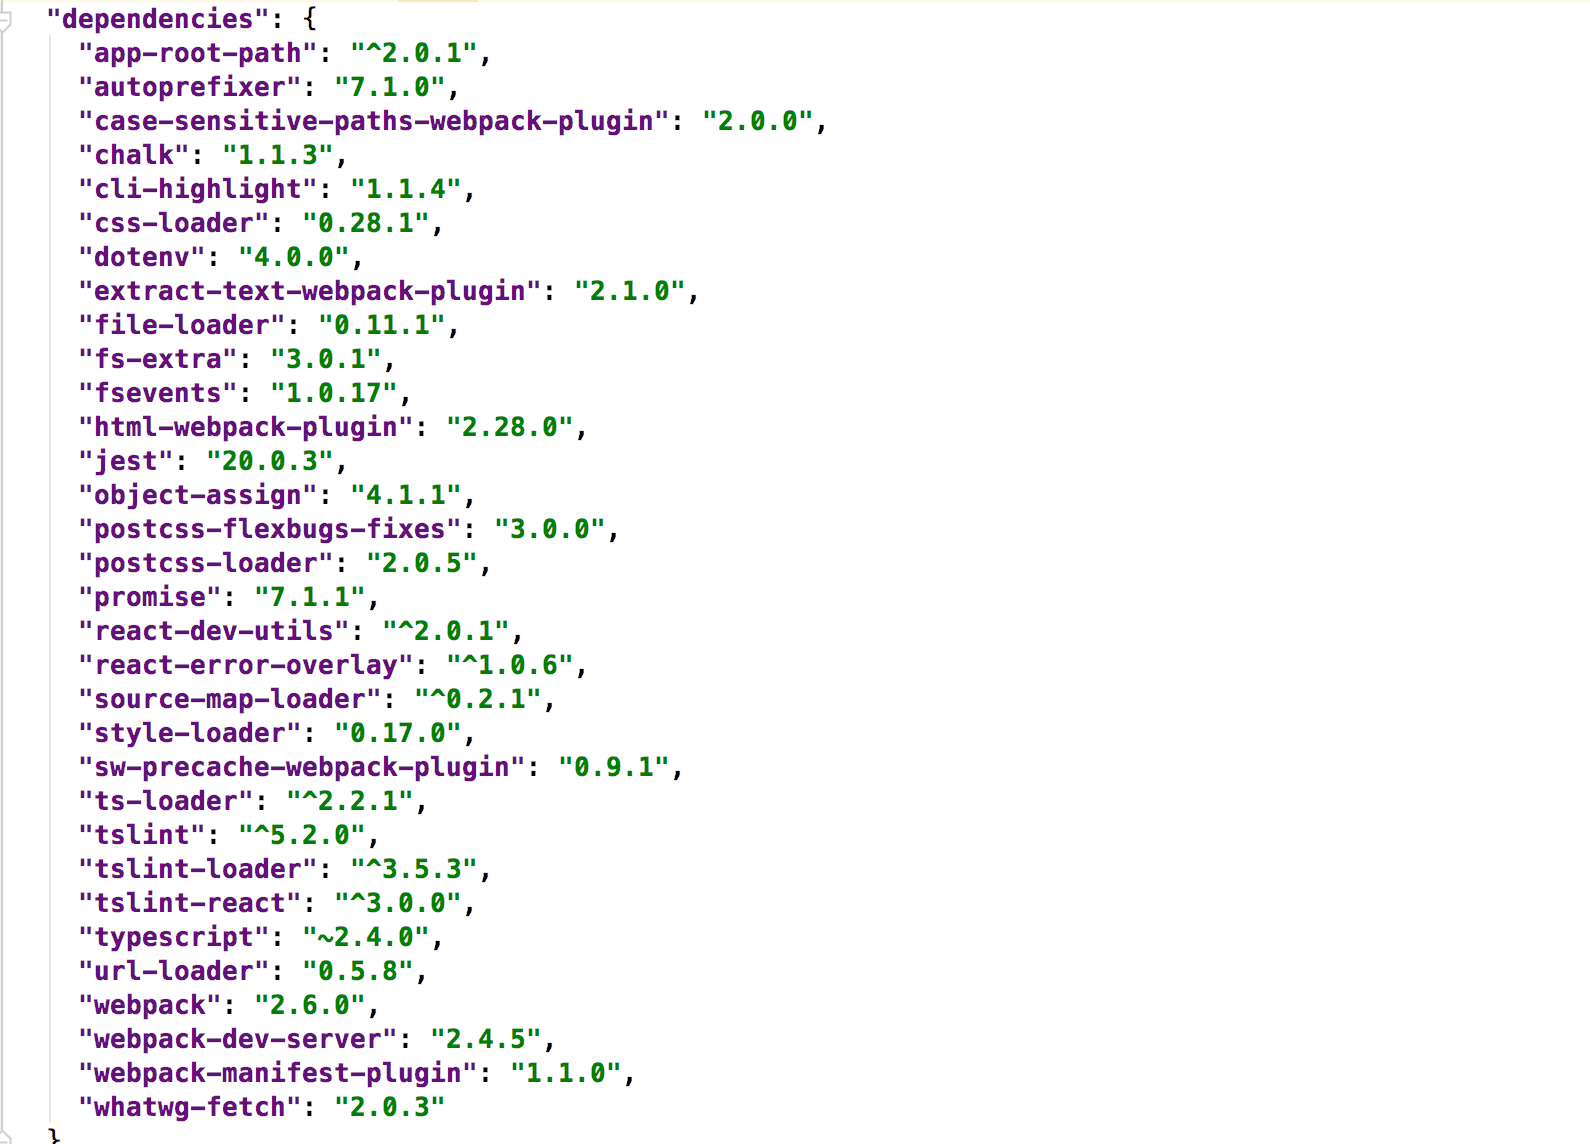 "dependencies": {
"app-root-path": "^2.0.1",
"autoprefixer": "7.1.0",
"case-sensitive-paths-webpack-plugin": "2.0.0",
"chalk": "1.1.3",
"cli-highlight": "1.1.4",
"css-loader": "0.28.1",
"dotenv": "4.0.0",
"extract-text-webpack-plugin": "2.1.0",
"file-loader": "0.11.1",
"fs-extra": "3.0.1",
"fsevents": "1.0.17",
"html-webpack-plugin": "2.28.0",
"jest": "20.0.3",
"object-assign": "4.1.1",
"postcss-flexbugs-fixes": "3.0.0",
"postcss-loader": "2.0.5",
"promise": "7.1.1",
"react-dev-utils": "^2.0.1",
"react-error-overlay": "^1.0.6",
"source-map-loader": "^0.2.1",
"style-loader": "0.17.0",
"sw-precache-webpack-plugin": "0.9.1",
"ts-loader": "^2.2.1",
"tslint": "^5.2.0",
"tslint-loader": "^3.5.3",
"tslint-react": "^3.0.0",
"typescript": "~2.4.0",
"url-loader": "0.5.8",
"webpack": "2.6.0",
"webpack-dev-server": "2.4.5",
"webpack-manifest-plugin": "1.1.0",
"whatwg-fetch": "2.0.3"
}